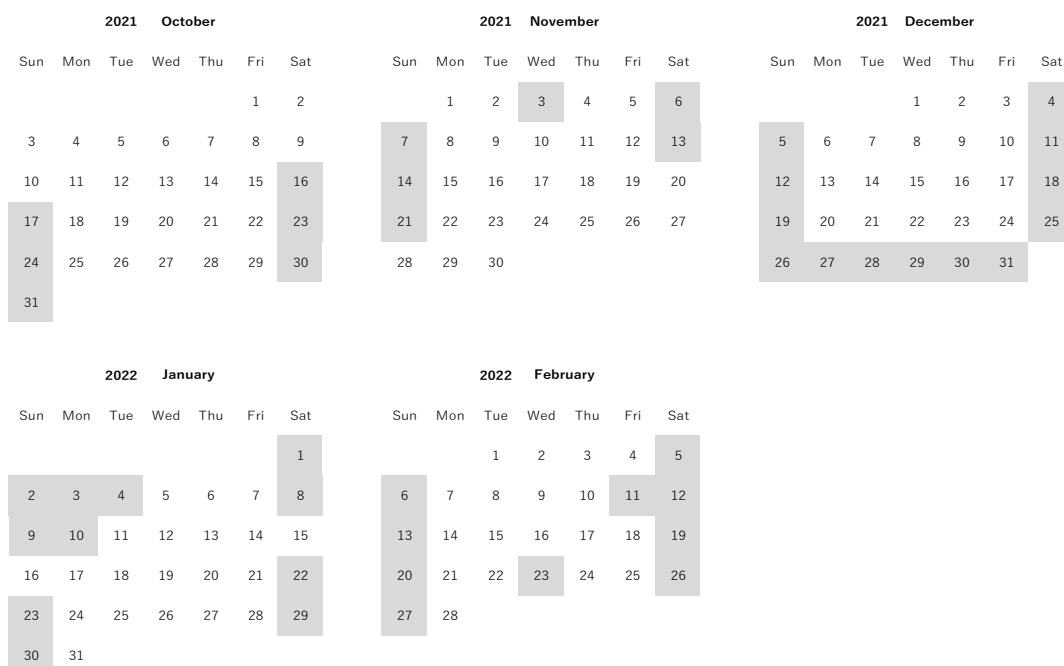 2021 October
Sun Mon Tue Wed Thu Fri Sat
1 2
3 4 5 6 7 8 9
10 11 12 13 14 15 16
17 18 19 20 21 22 23
24 25 26 27 28 29 30
31
2021 November
Sun Mon Tue Wed Thu Fri Sat
1 2 3 4 5 6
7 8 9 10 11 12 13
14 15 16 17 18 19 20
21 22 23 24 25 26 27
28 29 30
2021 December
Sun Mon Tue Wed Thu Fri Sat
1 2 3 4
5 6 7 8 9 10 11
12 13 14 15 16 17 18
19 20 21 22 23 24 25
26 27 28 29 30 31
2022 January
Sun Mon Tue Wed Thu Fri Sat
1
2 3 4 5 6 7 8
9 10 11 12 13 14 15
16 17 18 19 20 21 22
23 24 25 26 27 28 29
30 31
2022 February
Sun Mon Tue Wed Thu Fri Sat
1 2 3 4 5
6 7 8 9 10 11 12
13 14 15 16 17 18 19
20 21 22 23 24 25 26
27 28